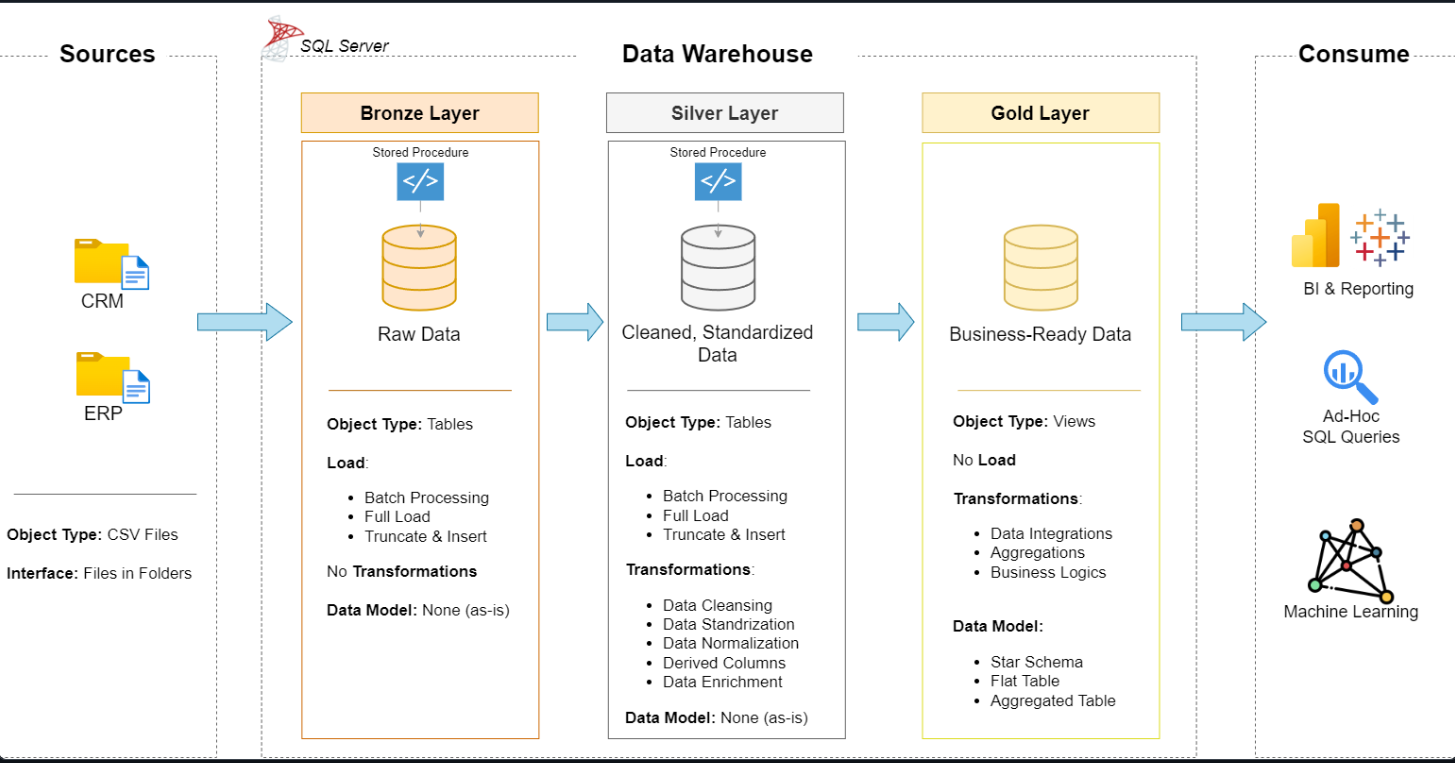 Sources
CRM
ERP
Object Type: CSV Files
Interface: Files in Folders
SQL Server
Data Warehouse
Bronze Layer
Stored Procedure
</>
Raw Data
Object Type: Tables
Load:
• Batch Processing
• Full Load
• Truncate & Insert
No Transformations
Data Model: None (as-is)
Silver Layer
Stored Procedure
</>
Cleaned, Standardized
Data
Object Type: Tables
Load:
• Batch Processing
• Full Load
• Truncate & Insert
Transformations:
• Data Cleansing
• Data Standrization
• Data Normalization
• Derived Columns
• Data Enrichment
Data Model: None (as-is)
Gold Layer
Business-Ready Data
Object Type: Views
No Load
Transformations:
• Data Integrations
• Aggregations
• Business Logics
Data Model:
• Star Schema
• Flat Table
• Aggregated Table
Consume
BI & Reporting
Ad-Hoc
SQL Queries
Machine Learning